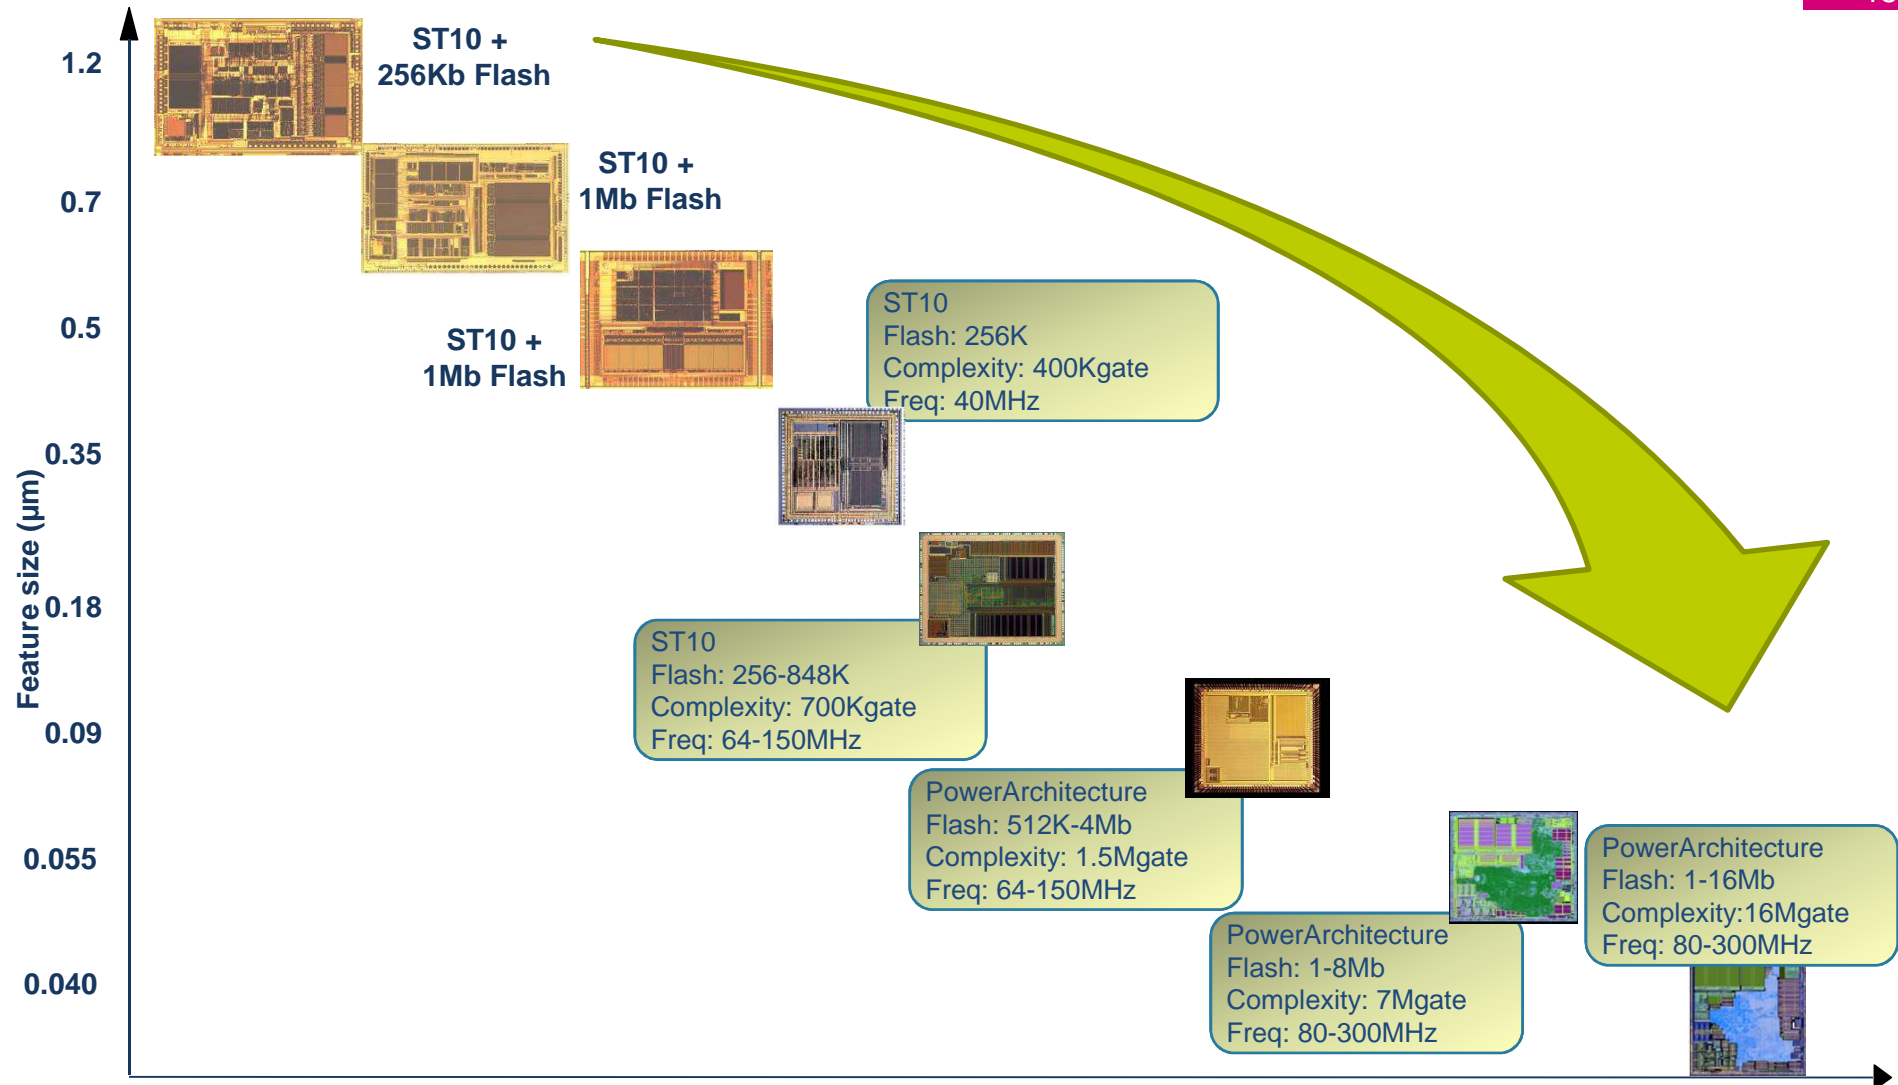 1.2
0.7
0.5
0.35
0.18
0.09
0.055
0.040
Feature size (µm)
ST10 +
256Kb Flash
ST10 +
1Mb Flash
ST10 +
1Mb Flash
ST10
Flash: 256K
Complexity: 400Kgate
Freq: 40MHz
ST10
Flash: 256-848K
Complexity: 700Kgate
Freq: 64-150MHz
PowerArchitecture
Flash: 512K-4Mb
Complexity: 1.5Mgate
Freq: 64-150MHz
PowerArchitecture
Flash: 1-8Mb
Complexity: 7Mgate
Freq: 80-300MHz
PowerArchitecture
Flash: 1-16Mb
Complexity:16Mgate
Freq: 80-300MHz